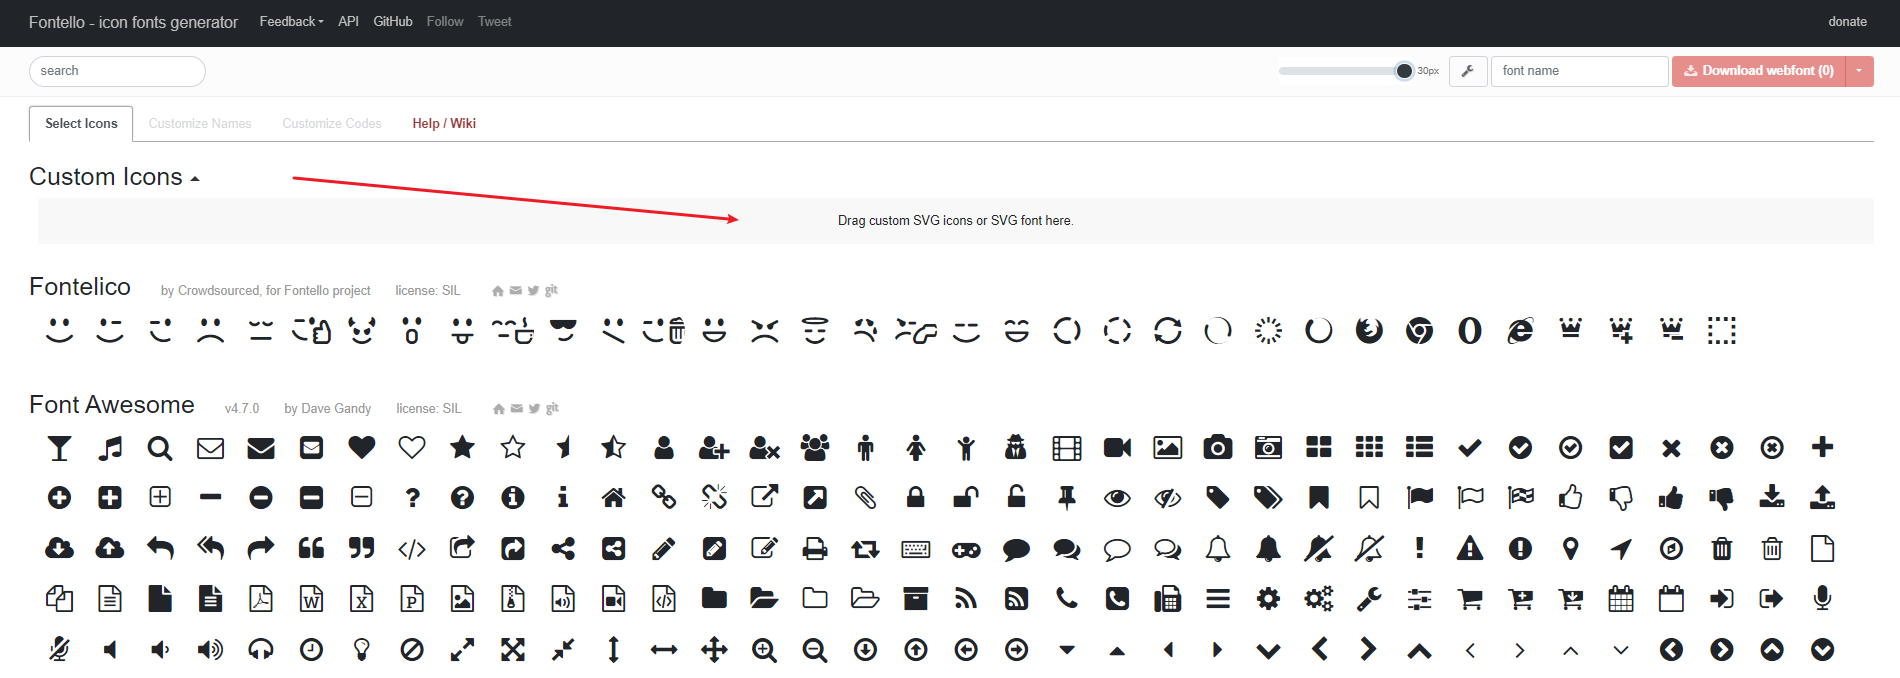 Fontello - icon fonts generator Feedback API GitHub Follow Tweet donate
search 30px font name Download webfont (0)
Select Icons Customize Names Customize Codes Help / Wiki
Custom Icons
Drag custom SVG icons or SVG font here.
Fontelico by Crowdsourced, for Fontello project license: SIL git
Font Awesome v4.7.0 by Dave Gandy license: SIL git